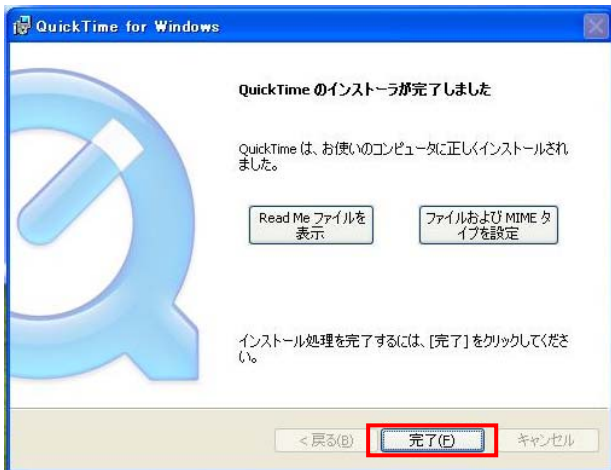 QuickTime for Windows
QuickTime のインストーラが完了しました
QuickTime は、お使いのコンピュータに正しくインストールされ
ました。
Read Me ファイルを
表示
ファイルおよび MIME タ
イプを設定
インストール処理を完了するには、[完了] をクリックしてくださ
い。
< 戻る(B)
完了(F)
キャンセル